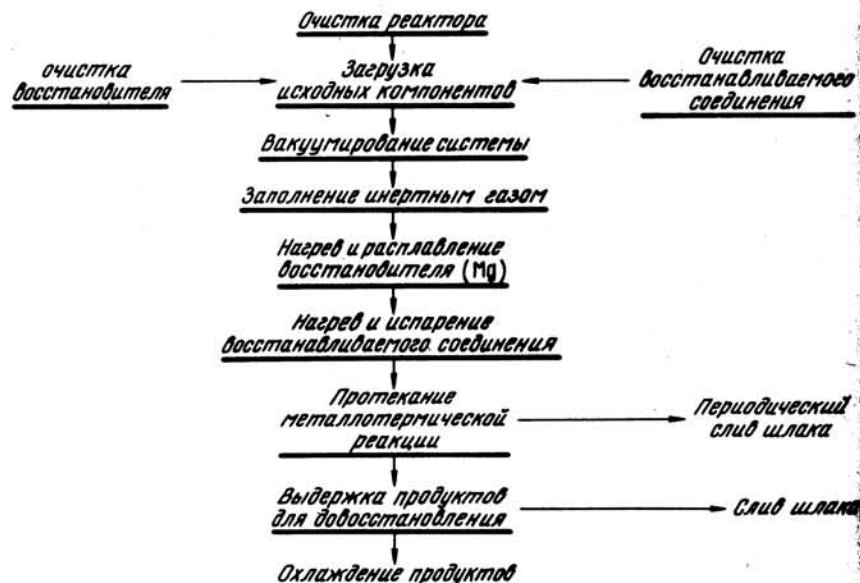 Очистка реактора
очистка
восстановителя
Загрузка
исходных компонентов
Очистка
восстанавливаемого
соединения
Вакуумирование системы
Заполнение инертным газом
Нагрев и расплавление
восстановителя (Mg)
Нагрев и испарение
восстанавливаемого соединения
Протекание
металлотермической
реакции
Периодический
слив шлака
Выдержка продуктов
для довосстановления
Слив шлака
Охлаждение продуктов